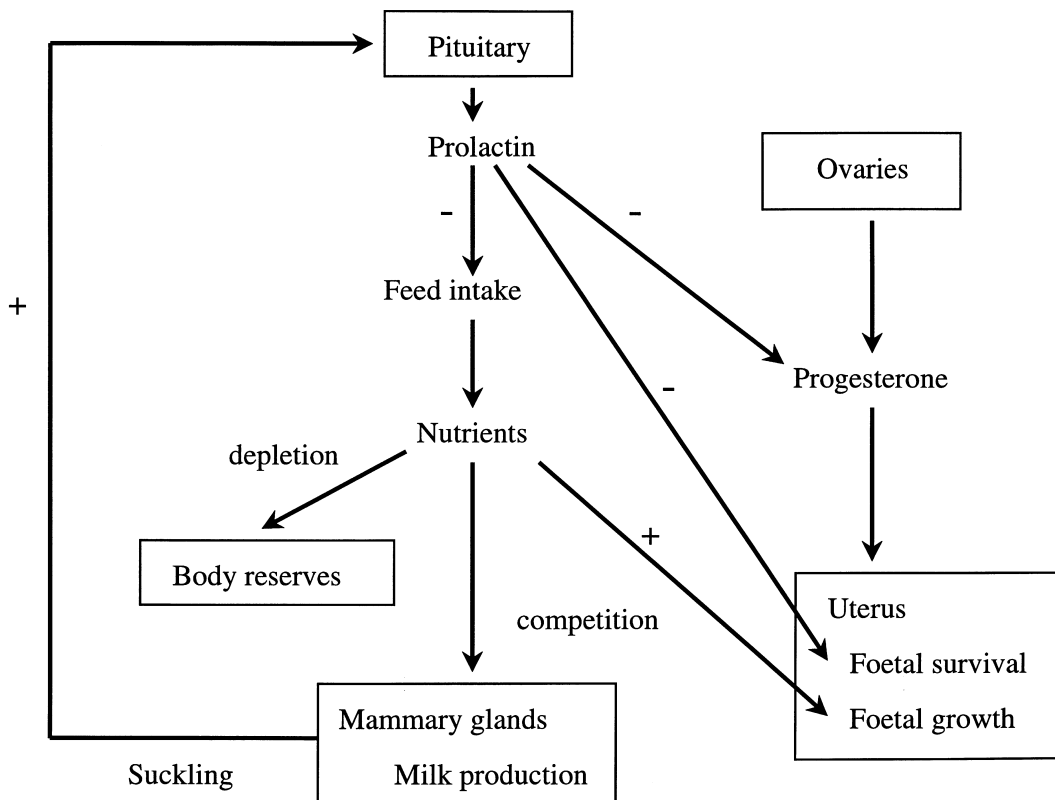 Pituitary
Prolactin
Ovaries
-
-
Feed intake
+
Progesterone
-
Nutrients
depletion
+
Body reserves
competition
Uterus
Foetal survival
Foetal growth
Mammary glands
Milk production
Suckling